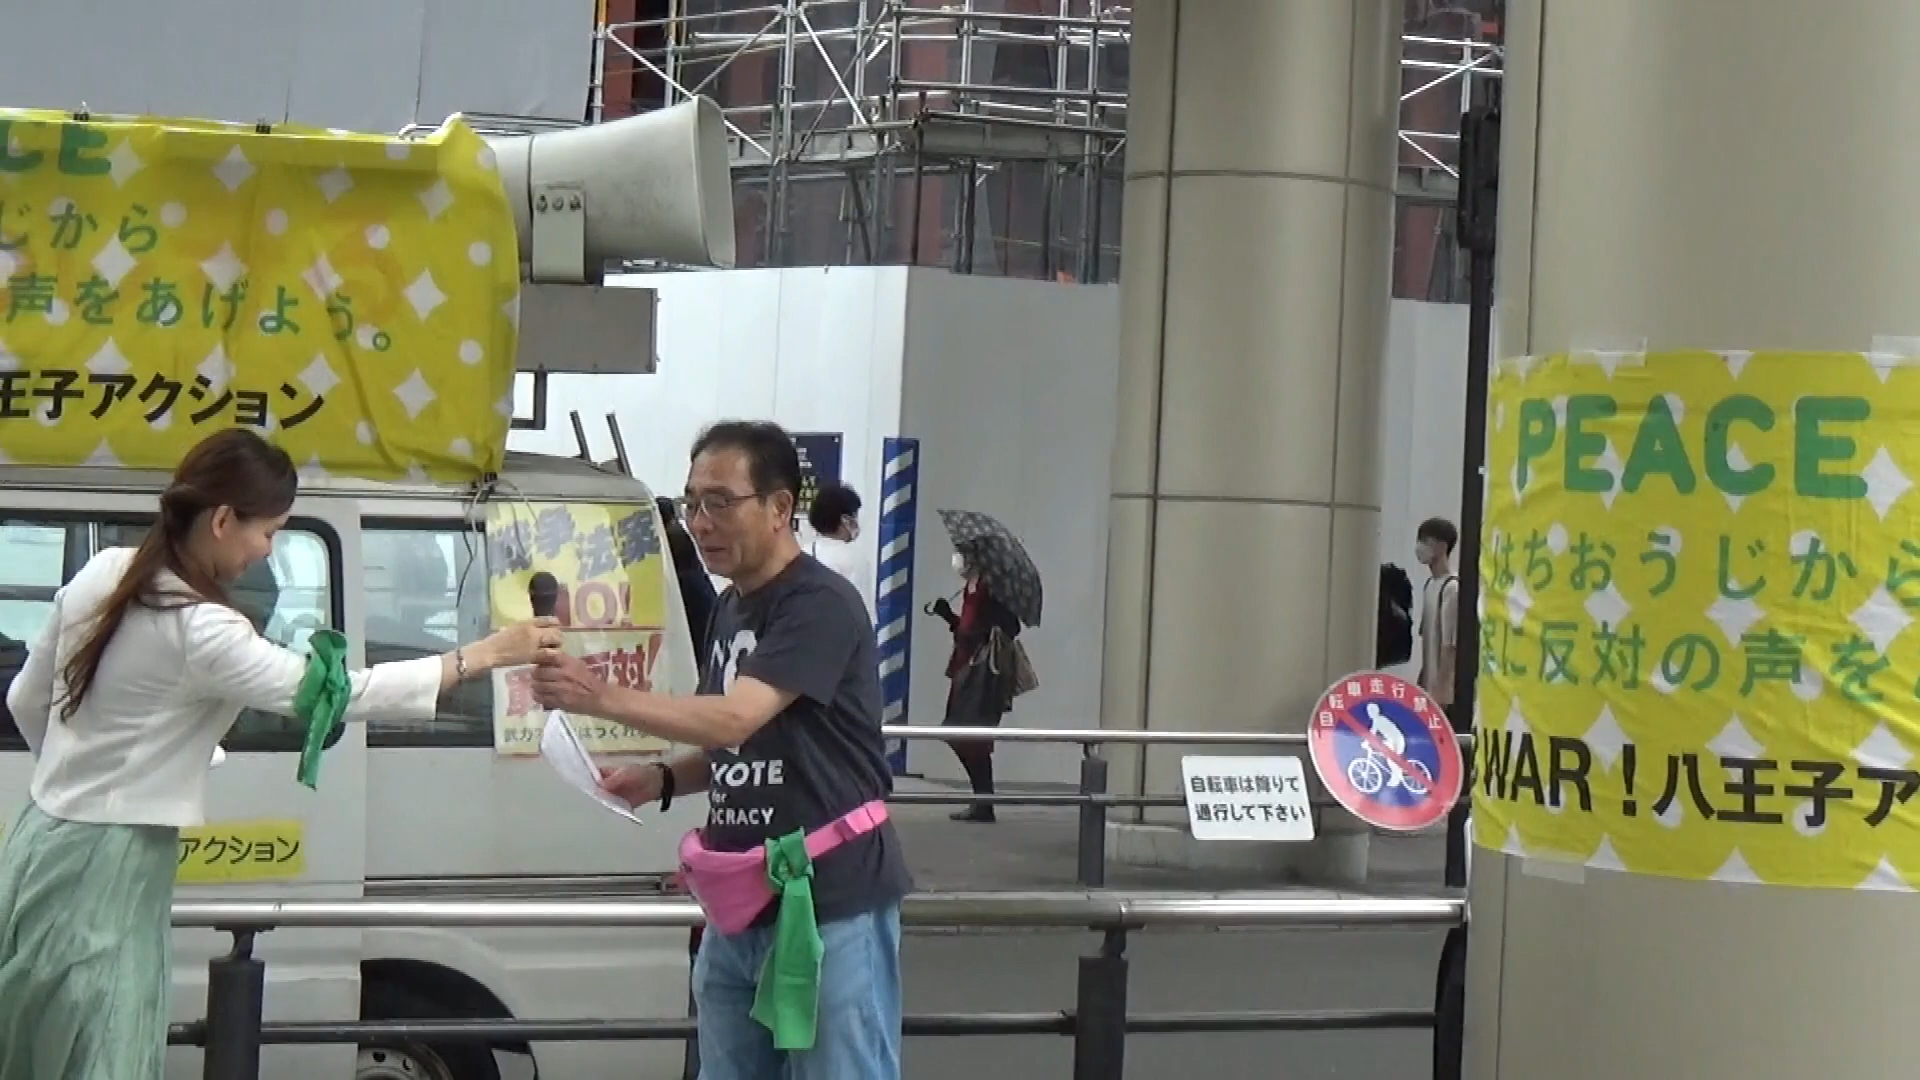 CE
じから
声をあげよう。
王子アクション
戦争法案
NO!
反対!
アクション
VOTE
for
OCRACY
自転車は降りて
通行して下さい
自転車走行禁止
PEACE
はちおうじから
案に反対の声を
WAR!八王子ア